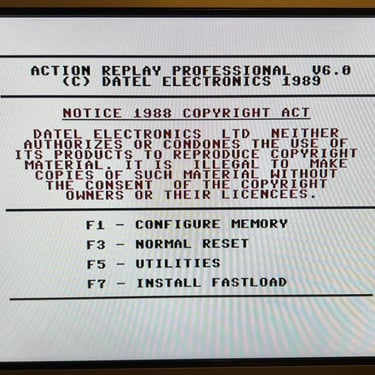 ACTION REPLAY PROFESSIONAL V6.0
(C) DATEL ELECTRONICS 1989
NOTICE 1988 COPYRIGHT ACT
DATEL ELECTRONICS LTD NEITHER
AUTHORIZES OR CONDONES THE USE OF
ITS PRODUCTS TO REPRODUCE COPYRIGHT
MATERIAL. IT IS ILLEGAL TO MAKE
COPIES OF SUCH MATERIAL WITHOUT
THE CONSENT OF THE COPYRIGHT
OWNERS OR THEIR LICENCEES.
F1 - CONFIGURE MEMORY
F3 - NORMAL RESET
F5 - UTILITIES
F7 - INSTALL FASTLOAD